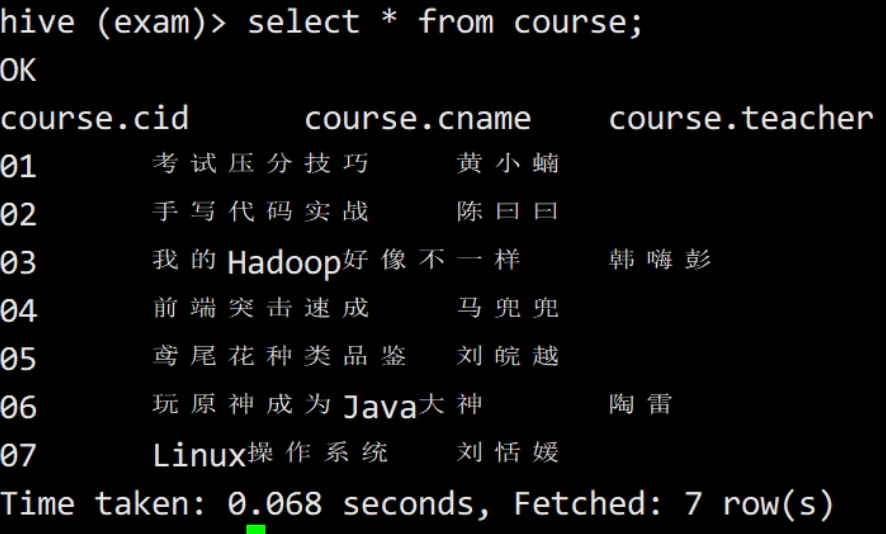 hive (exam)> select * from course;
OK
course.cid course.cname course.teacher
01 考试压分技巧 黄小蝻
02 手写代码实战 陈曰曰
03 我的Hadoop好像不一样 韩嗨彭
04 前端突击速成 马兜兜
05 鸢尾花种类品鉴 刘皖越
06 玩原神成为Java大神 陶雷
07 Linux操作系统 刘恬媛
Time taken: 0.068 seconds, Fetched: 7 row(s)